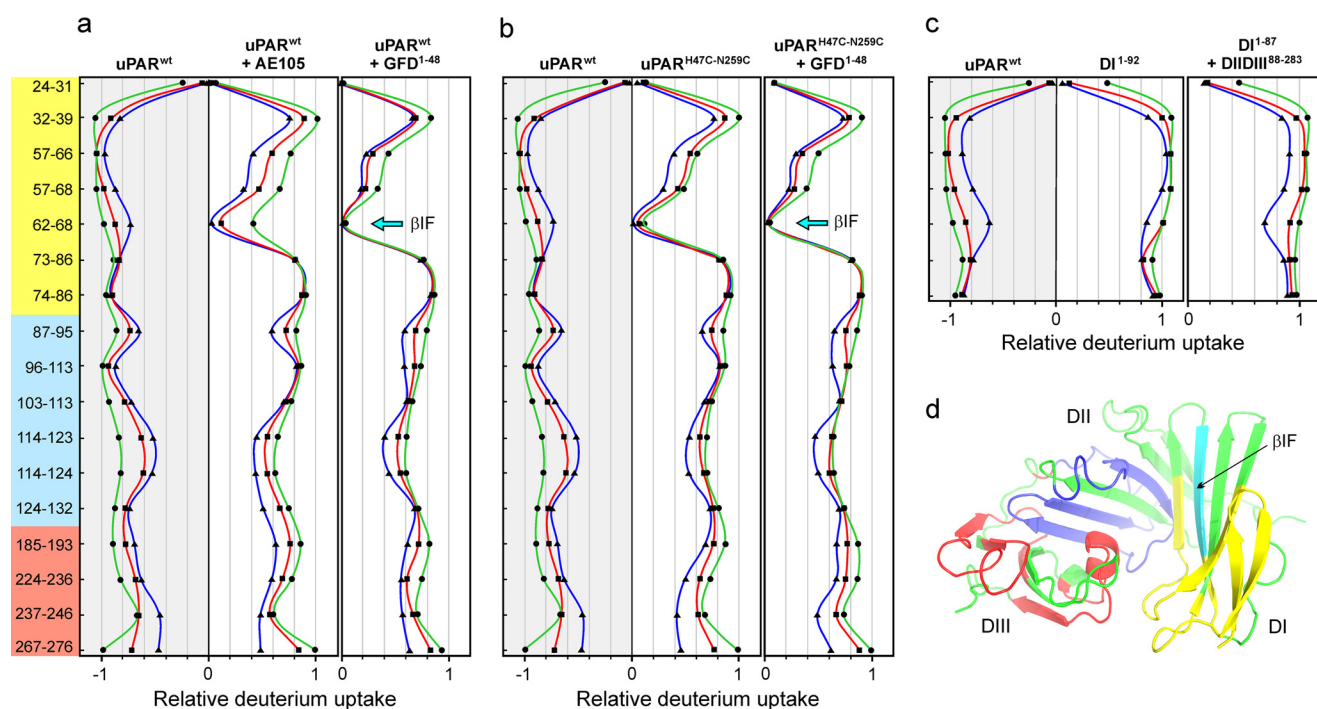 a
b
c
uPARwt
uPARwt
+ AE105
uPARwt
+ GFD1-48
uPARwt
uPARH47C-N259C
uPARH47C-N259C
+ GFD1-48
uPARwt
DI1-92
DI1-87
+ DIIDIII88-283
24-31
32-39
57-66
57-68
62-68
73-86
74-86
87-95
96-113
103-113
114-123
114-124
124-132
185-193
224-236
237-246
267-276
βIF
βIF
-1 0 1 0 1
Relative deuterium uptake
-1 0 1 0 1
Relative deuterium uptake
-1 0 1 0 1
Relative deuterium uptake
d
DII
βIF
DIII
DI